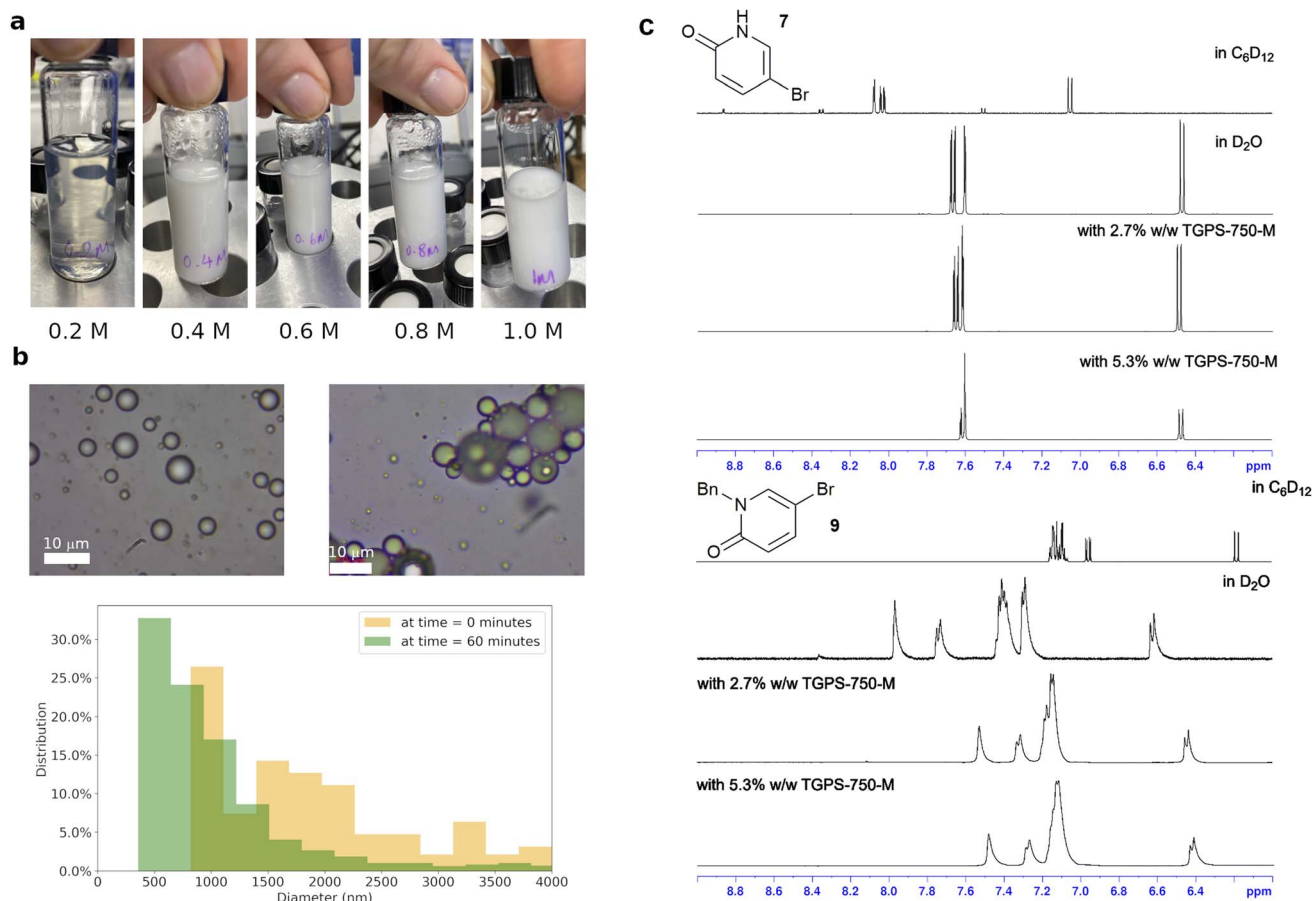 a
0.2M
0.4M
0.6M
0.8M
1M
0.2 M
0.4 M
0.6 M
0.8 M
1.0 M
b
10 μm
10 μm
at time = 0 minutes
at time = 60 minutes
30.0%
25.0%
20.0%
15.0%
10.0%
5.0%
0.0%
Distribution
0 500 1000 1500 2000 2500 3000 3500 4000
Diameter (nm)
c
H
N
O
Br
7
in C₆D₁₂
in D₂O
with 2.7% w/w TGPS-750-M
with 5.3% w/w TGPS-750-M
8.8 8.6 8.4 8.2 8.0 7.8 7.6 7.4 7.2 7.0 6.8 6.6 6.4 ppm
Bn
N
Br
O
9
in C₆D₁₂
in D₂O
with 2.7% w/w TGPS-750-M
with 5.3% w/w TGPS-750-M
8.8 8.6 8.4 8.2 8.0 7.8 7.6 7.4 7.2 7.0 6.8 6.6 6.4 ppm